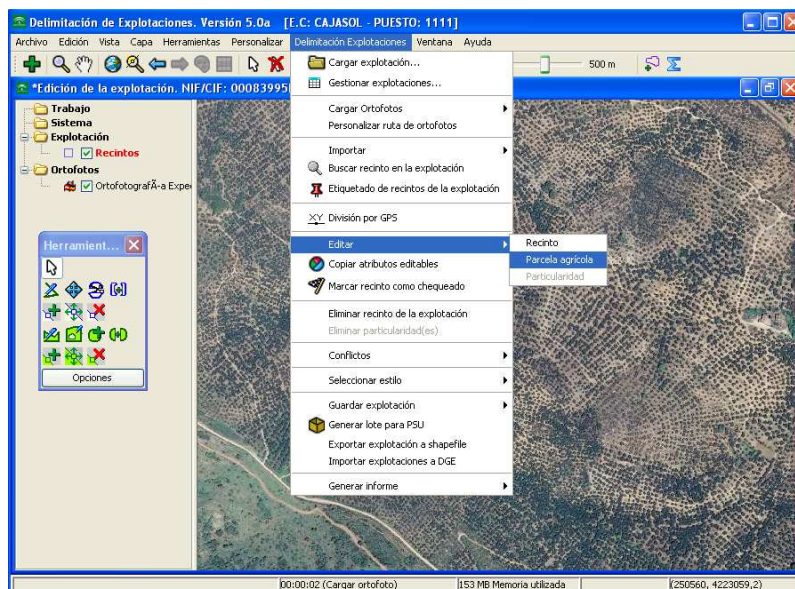 Delimitación de Explotaciones. Versión 5.0a [E.C: CAJASOL - PUESTO: 1111]
Archivo Edición Vista Capa Herramientas Personalizar Delimitación Explotaciones Ventana Ayuda
500 m
*Edición de la explotación. NIF/CIF: 00083995
Trabajo
Sistema
Explotación
Recintos
Ortofotos
OrtofotografÃ-a Expe
Herramient...
Opciones
Cargar explotación...
Gestionar explotaciones...
Cargar Ortofotos
Personalizar ruta de ortofotos
Importar
Buscar recinto en la explotación
Etiquetado de recintos de la explotación
XY División por GPS
Editar
Recinto
Parcela agrícola
Particularidad
Copiar atributos editables
Marcar recinto como chequeado
Eliminar recinto de la explotación
Eliminar particularidad(es)
Conflictos
Seleccionar estilo
Guardar explotación
Generar lote para PSU
Exportar explotación a shapefile
Importar explotaciones a DGE
Generar informe
00:00:02 (Cargar ortofoto) 153 MB Memoria utilizada (250560, 4223059,2)